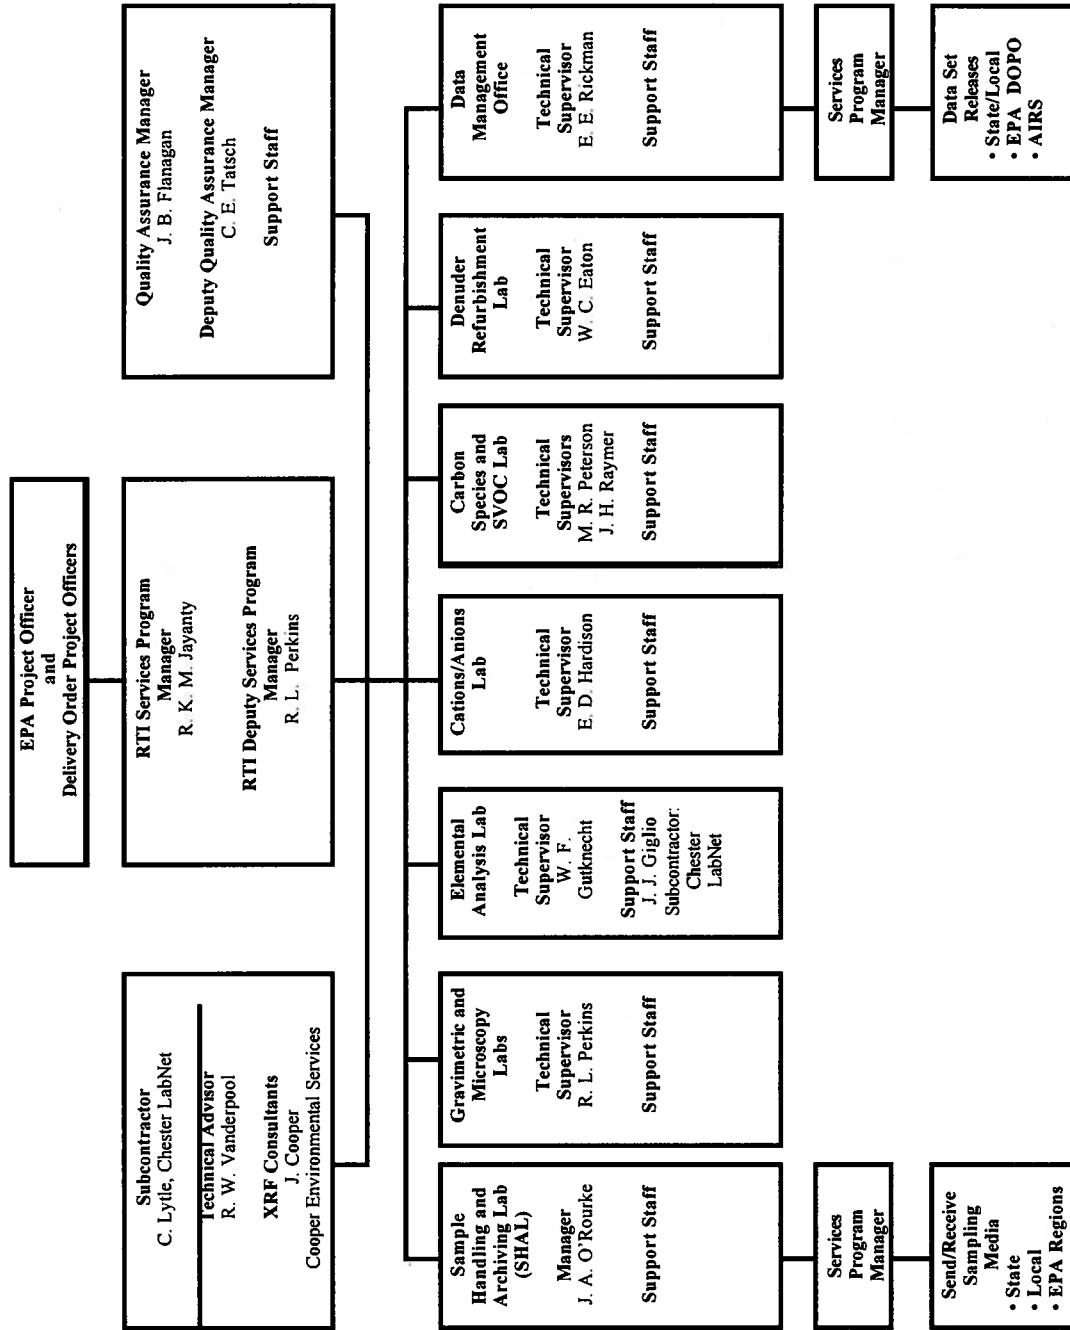 EPA Project Officer
and
Delivery Order Project Officers
Subcontractor
C. Lytle, Chester LabNet
Technical Advisor
R. W. Vanderpool
XRF Consultants
J. Cooper
Cooper Environmental Services
RTI Services Program
Manager
R. K. M. Jayanty
RTI Deputy Services Program
Manager
R. L. Perkins
Quality Assurance Manager
J. B. Flanagan
Deputy Quality Assurance Manager
C. E. Tatsch
Support Staff
Sample
Handling and
Archiving Lab
(SHAL)
Manager
J. A. O'Rourke
Support Staff
Gravimetric and
Microscopy
Labs
Technical
Supervisor
R. L. Perkins
Support Staff
Elemental
Analysis Lab
Technical
Supervisor
W. F.
Gutknecht
Support Staff
J. J. Giglio
Subcontractor:
Chester
LabNet
Cations/Anions
Lab
Technical
Supervisor
E. D. Hardison
Support Staff
Carbon
Species and
SVOC Lab
Technical
Supervisors
M. R. Peterson
J. H. Raymer
Support Staff
Denuder
Refurbishment
Lab
Technical
Supervisor
W. C. Eaton
Support Staff
Data
Management
Office
Technical
Supervisor
E. E. Rickman
Support Staff
Services
Program
Manager
Send/Receive
Sampling
Media
• State
• Local
• EPA Regions
Services
Program
Manager
Data Set
Releases
• State/Local
• EPA DOPO
• AIRS